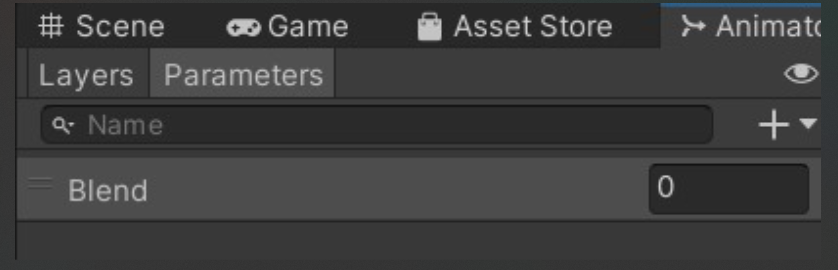 Scene Game Asset Store Animato
Layers Parameters
Name
Blend 0